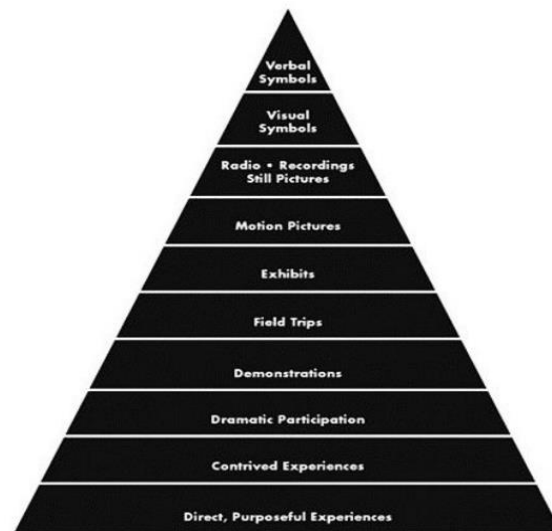 Verbal
Symbols
Visual
Symbols
Radio • Recordings
Still Pictures
Motion Pictures
Exhibits
Field Trips
Demonstrations
Dramatic Participation
Contrived Experiences
Direct, Purposeful Experiences